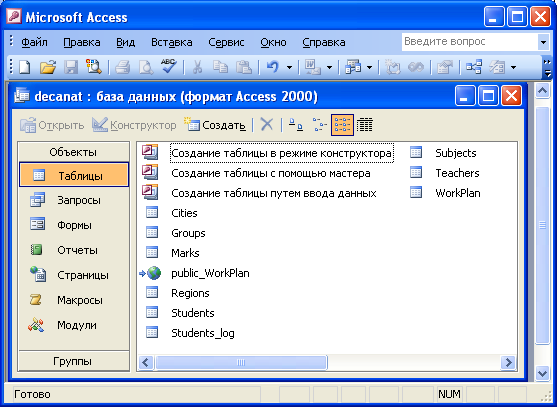 Microsoft Access
Файл Правка Вид Вставка Сервис Окно Справка Введите вопрос
decanat : база данных (формат Access 2000)
Открыть Конструктор Создать
Объекты
Таблицы
Запросы
Формы
Отчеты
Страницы
Макросы
Модули
Группы
Создание таблицы в режиме конструктора
Создание таблицы с помощью мастера
Создание таблицы путем ввода данных
Cities
Groups
Marks
public_WorkPlan
Regions
Students
Students_log
Subjects
Teachers
WorkPlan
Готово NUM